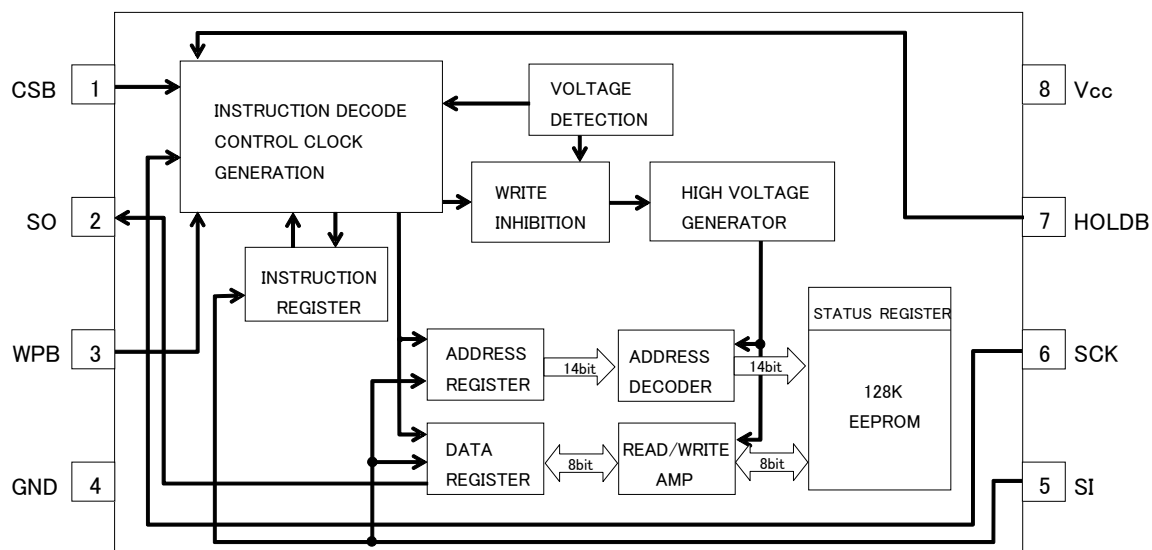 CSB
1
INSTRUCTION DECODE
CONTROL CLOCK
GENERATION
VOLTAGE
DETECTION
8
Vcc
SO
2
WRITE
INHIBITION
HIGH VOLTAGE
GENERATOR
7
HOLDB
INSTRUCTION
REGISTER
STATUS REGISTER
WPB
3
ADDRESS
REGISTER
14bit
ADDRESS
DECODER
14bit
128K
EEPROM
6
SCK
GND
4
DATA
REGISTER
8bit
READ/WRITE
AMP
8bit
5
SI